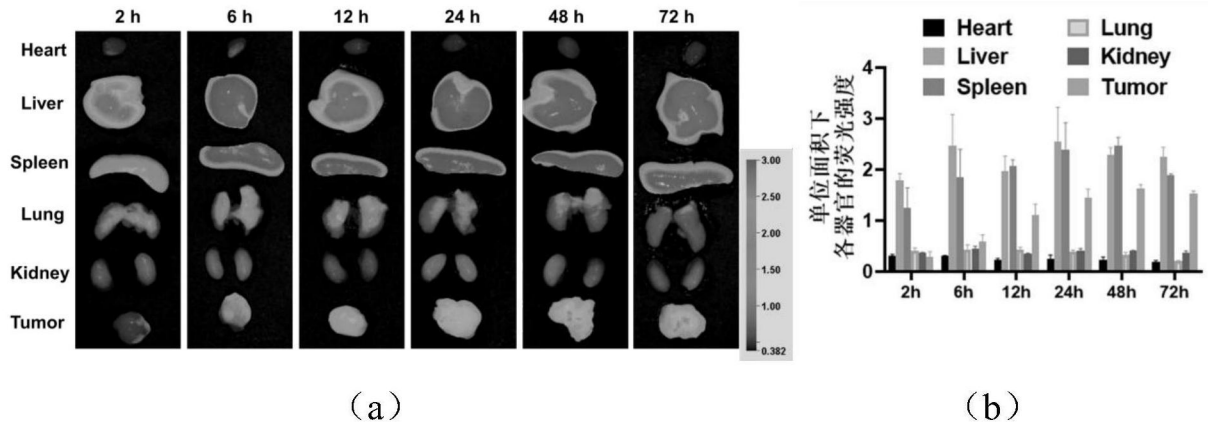 2 h 6 h 12 h 24 h 48 h 72 h
Heart
Liver
Spleen
Lung
Kidney
Tumor
3.00
2.50
2.00
1.50
1.00
0.382
(a)
Heart Lung
Liver Kidney
Spleen Tumor
单位面积下
各器官的荧光强度
4
3
2
1
0
2h 6h 12h 24h 48h 72h
(b)